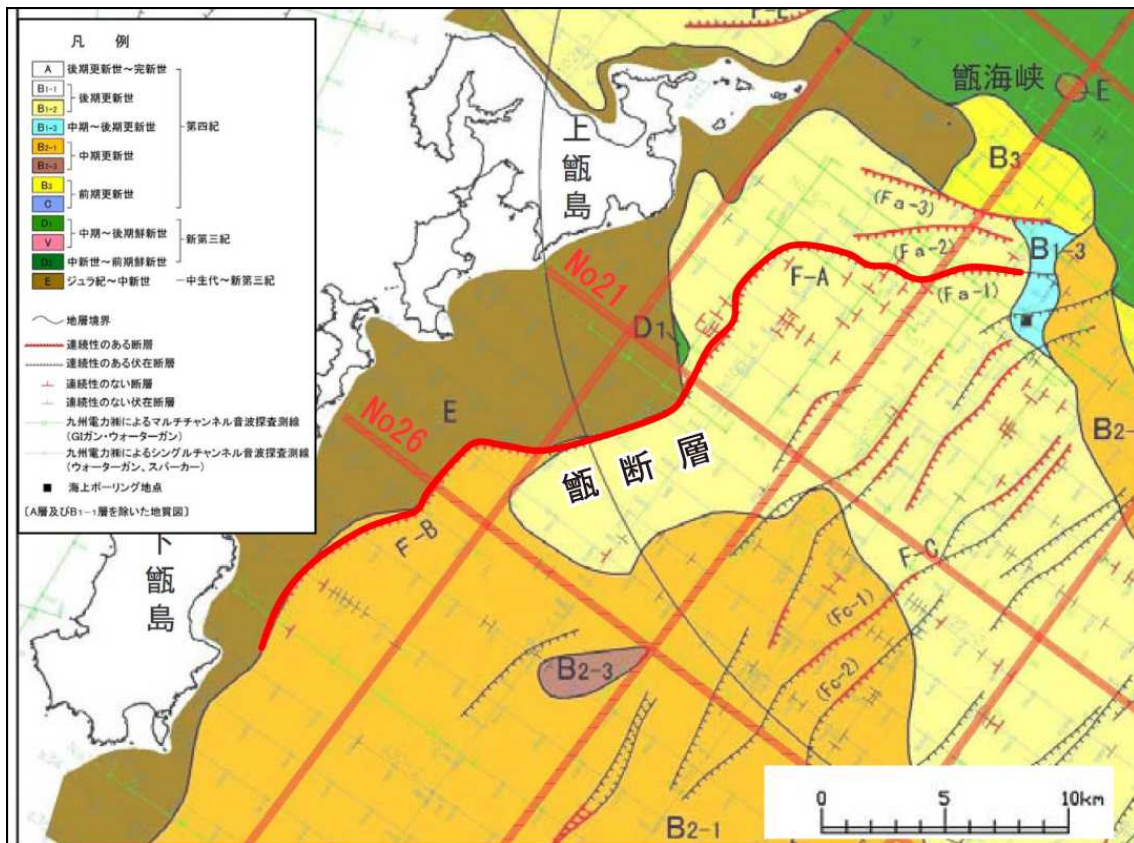 凡 例
A 後期更新世~完新世
B1-1
B1-2
後期更新世
B1-3 中期~後期更新世
B2-1
B2-3
中期更新世
B3
C
前期更新世
第四紀
D1
V
中期~後期鮮新世
D2 中新世~前期鮮新世
新第三紀
E ジュラ紀~中新世
中生代~新第三紀
地層境界
連続性のある断層
連続性のある伏在断層
連続性のない断層
連続性のない伏在断層
九州電力㈱によるマルチチャンネル音波探査測線
(GIガン・ウォーターガン)
九州電力㈱によるシングルチャンネル音波探査測線
(ウォーターガン、スパーカー)
■ 海上ボーリング地点
〔A層及びB1-1層を除いた地質図〕
F-E
甑海峡
E
上甑島
B3
(Fa-3)
(Fa-2)
B1-3
(Fa-1)
F-A
No21
D1
E
No26
B2-
甑断層
F-B
下甑島
F-C
(Fc-1)
(Fc-2)
B2-3
B2-1
0 5 10km